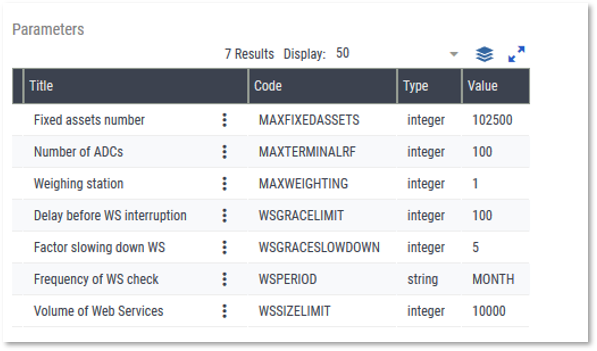 Parameters
7 Results Display: 50
Title Code Type Value
Fixed assets number MAXFIXEDASSETS integer 102500
Number of ADCs MAXTERMINALRF integer 100
Weighing station MAXWEIGHTING integer 1
Delay before WS interruption WSGRACELIMIT integer 100
Factor slowing down WS WSGRACESLOWDOWN integer 5
Frequency of WS check WSPERIOD string MONTH
Volume of Web Services WSSIZELIMIT integer 10000